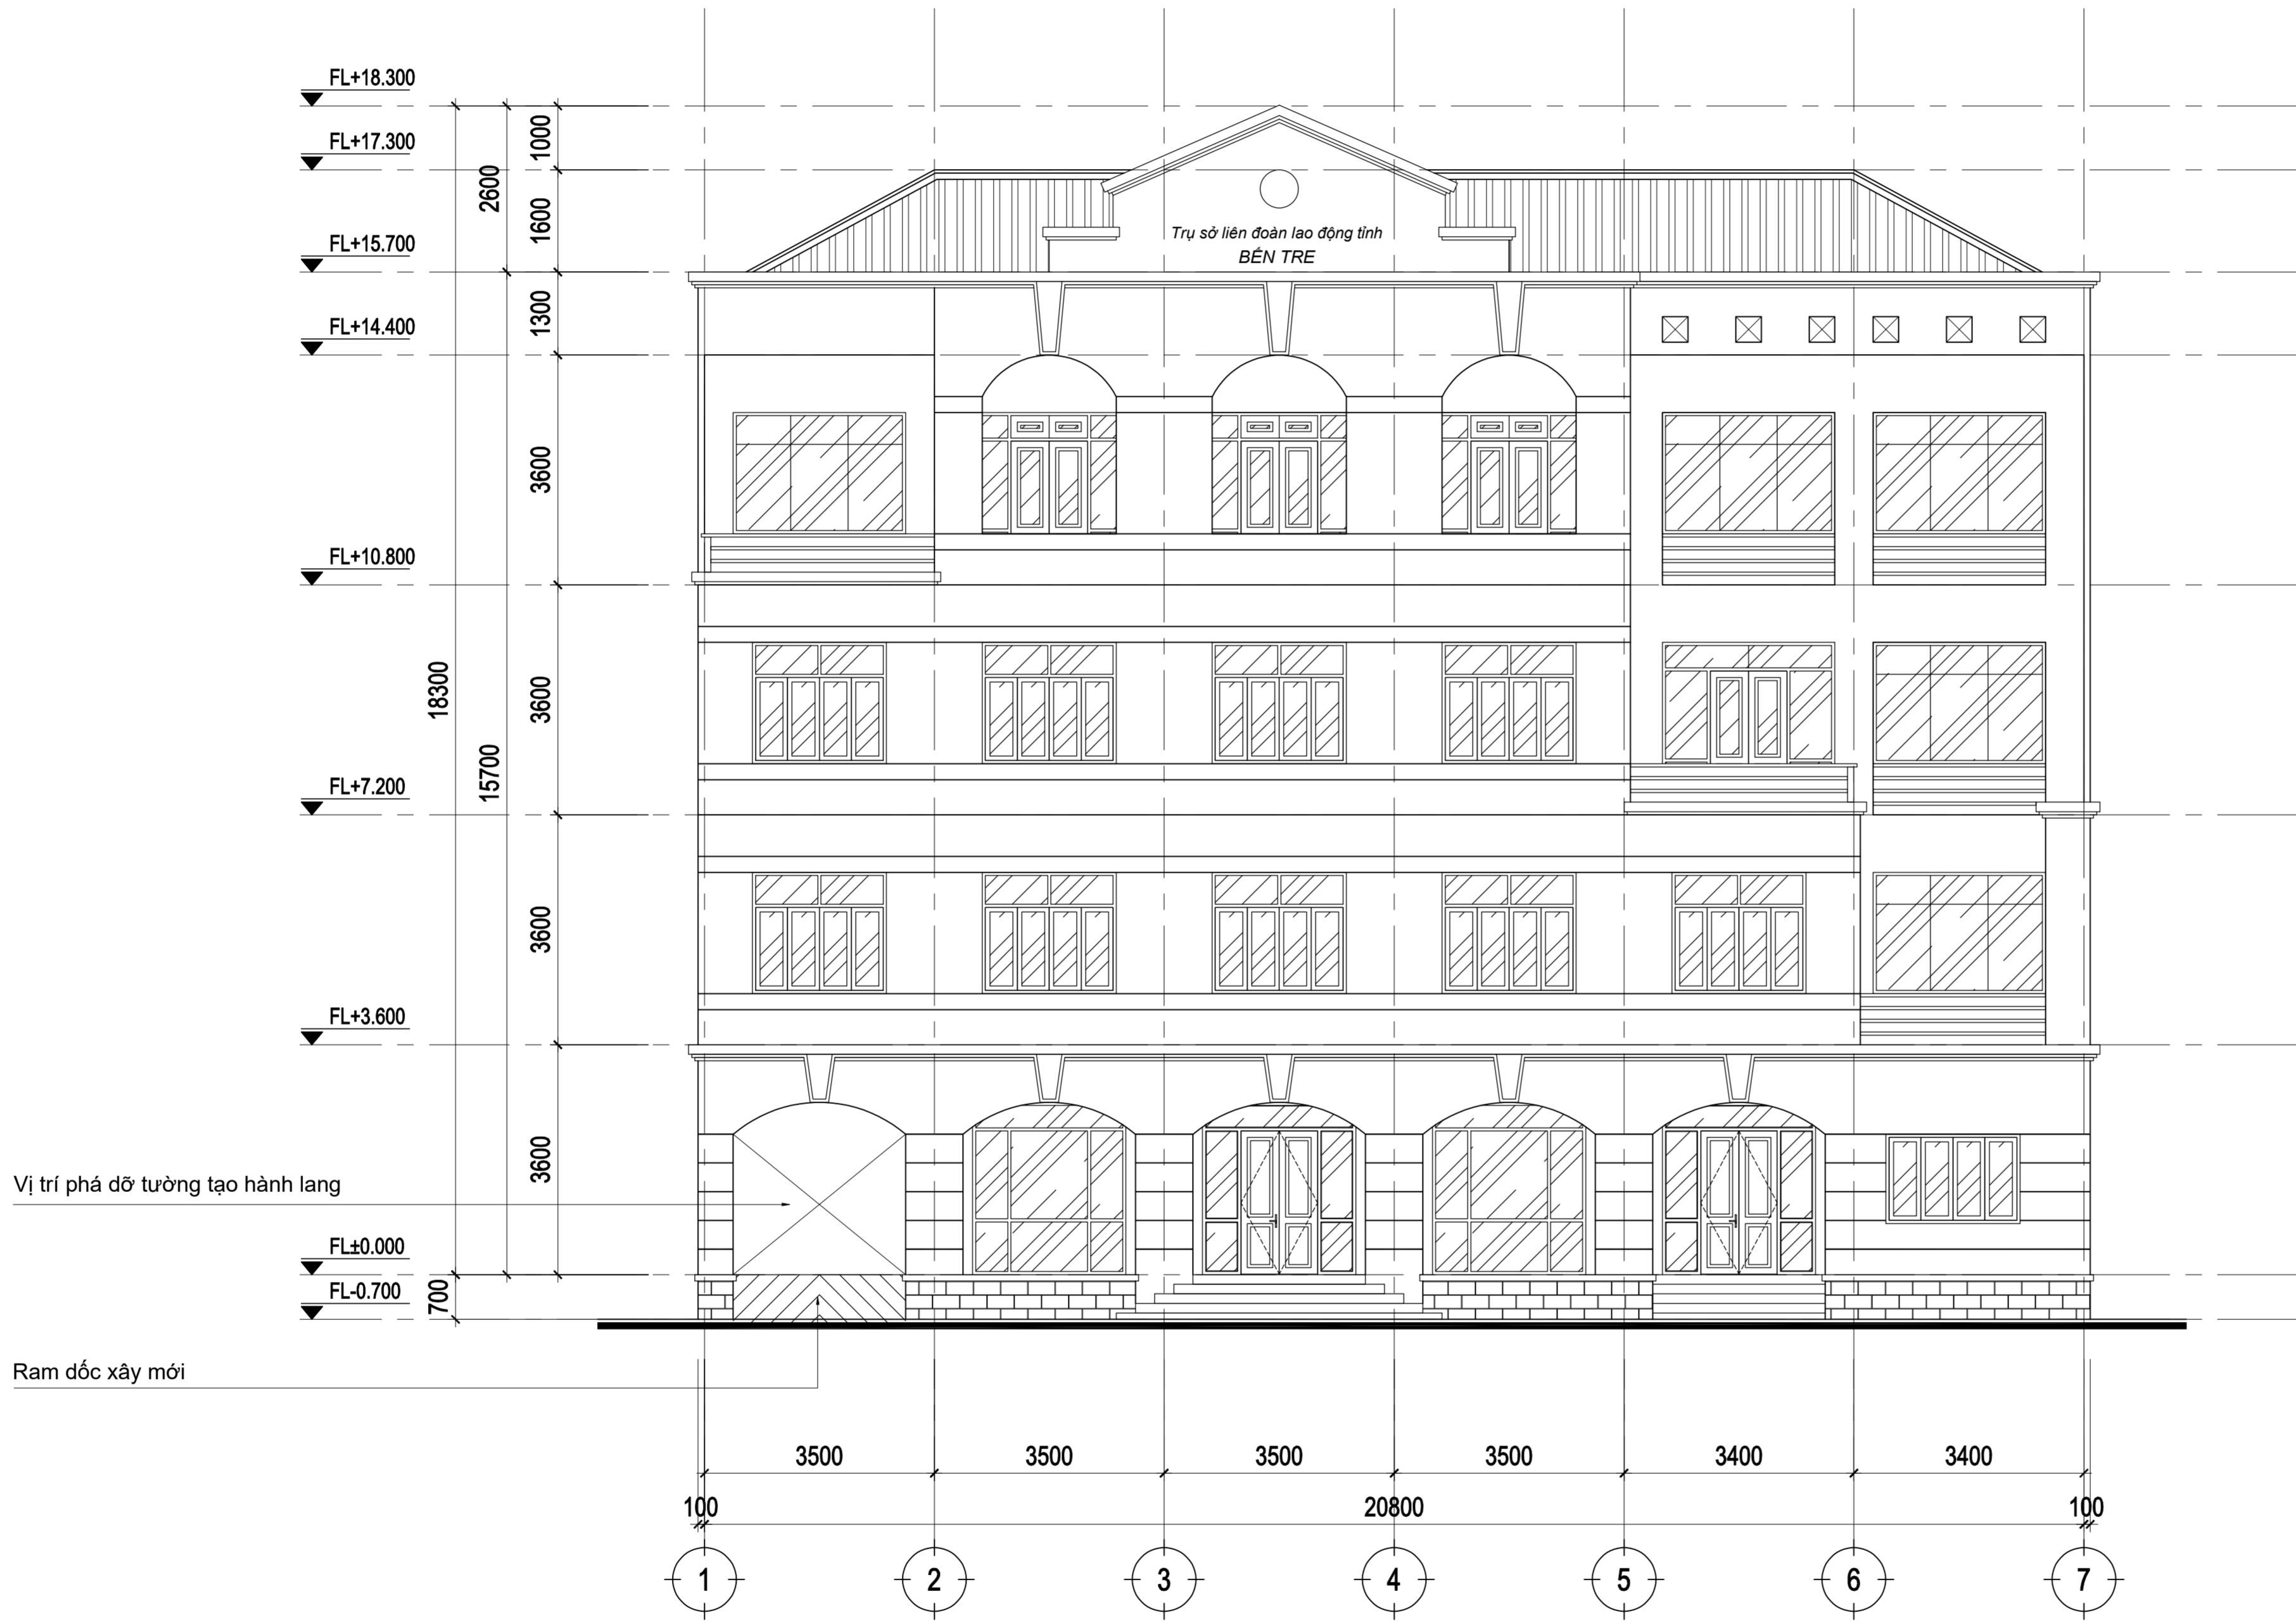 FL+18.300
FL+17.300
FL+15.700
FL+14.400
FL+10.800
FL+7.200
FL+3.600
FL±0.000
FL-0.700
1000
2600
1600
1300
3600
18300
3600
15700
3600
3600
700
Trụ sở liên đoàn lao động tỉnh
BẾN TRE
Vị trí phá dỡ tường tạo hành lang
Ram dốc xây mới
3500 3500 3500 3500 3400 3400
100 20800 100
1 2 3 4 5 6 7